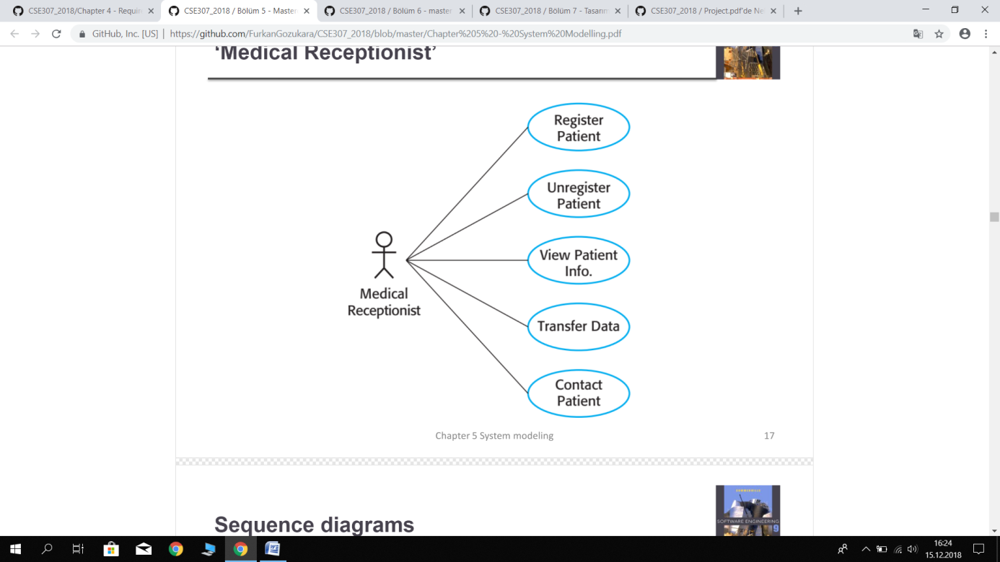 CSE307_2018/Chapter 4 - Requin
CSE307_2018 / Bölüm 5 - Master
CSE307_2018 / Bölüm 6 - master
CSE307_2018 / Bölüm 7 - Tasarım
CSE307_2018 / Project.pdf'de Ne
GitHub, Inc. [US]
https://github.com/FurkanGozukara/CSE307_2018/blob/master/Chapter%205%20-%20System%20Modelling.pdf
‘Medical Receptionist’
Register
Patient
Unregister
Patient
View Patient
Info.
Transfer Data
Contact
Patient
Medical
Receptionist
Chapter 5 System modeling
17
Sequence diagrams
SOMMERVILLE
SOFTWARE ENGINEERING
9
16:24
15.12.2018